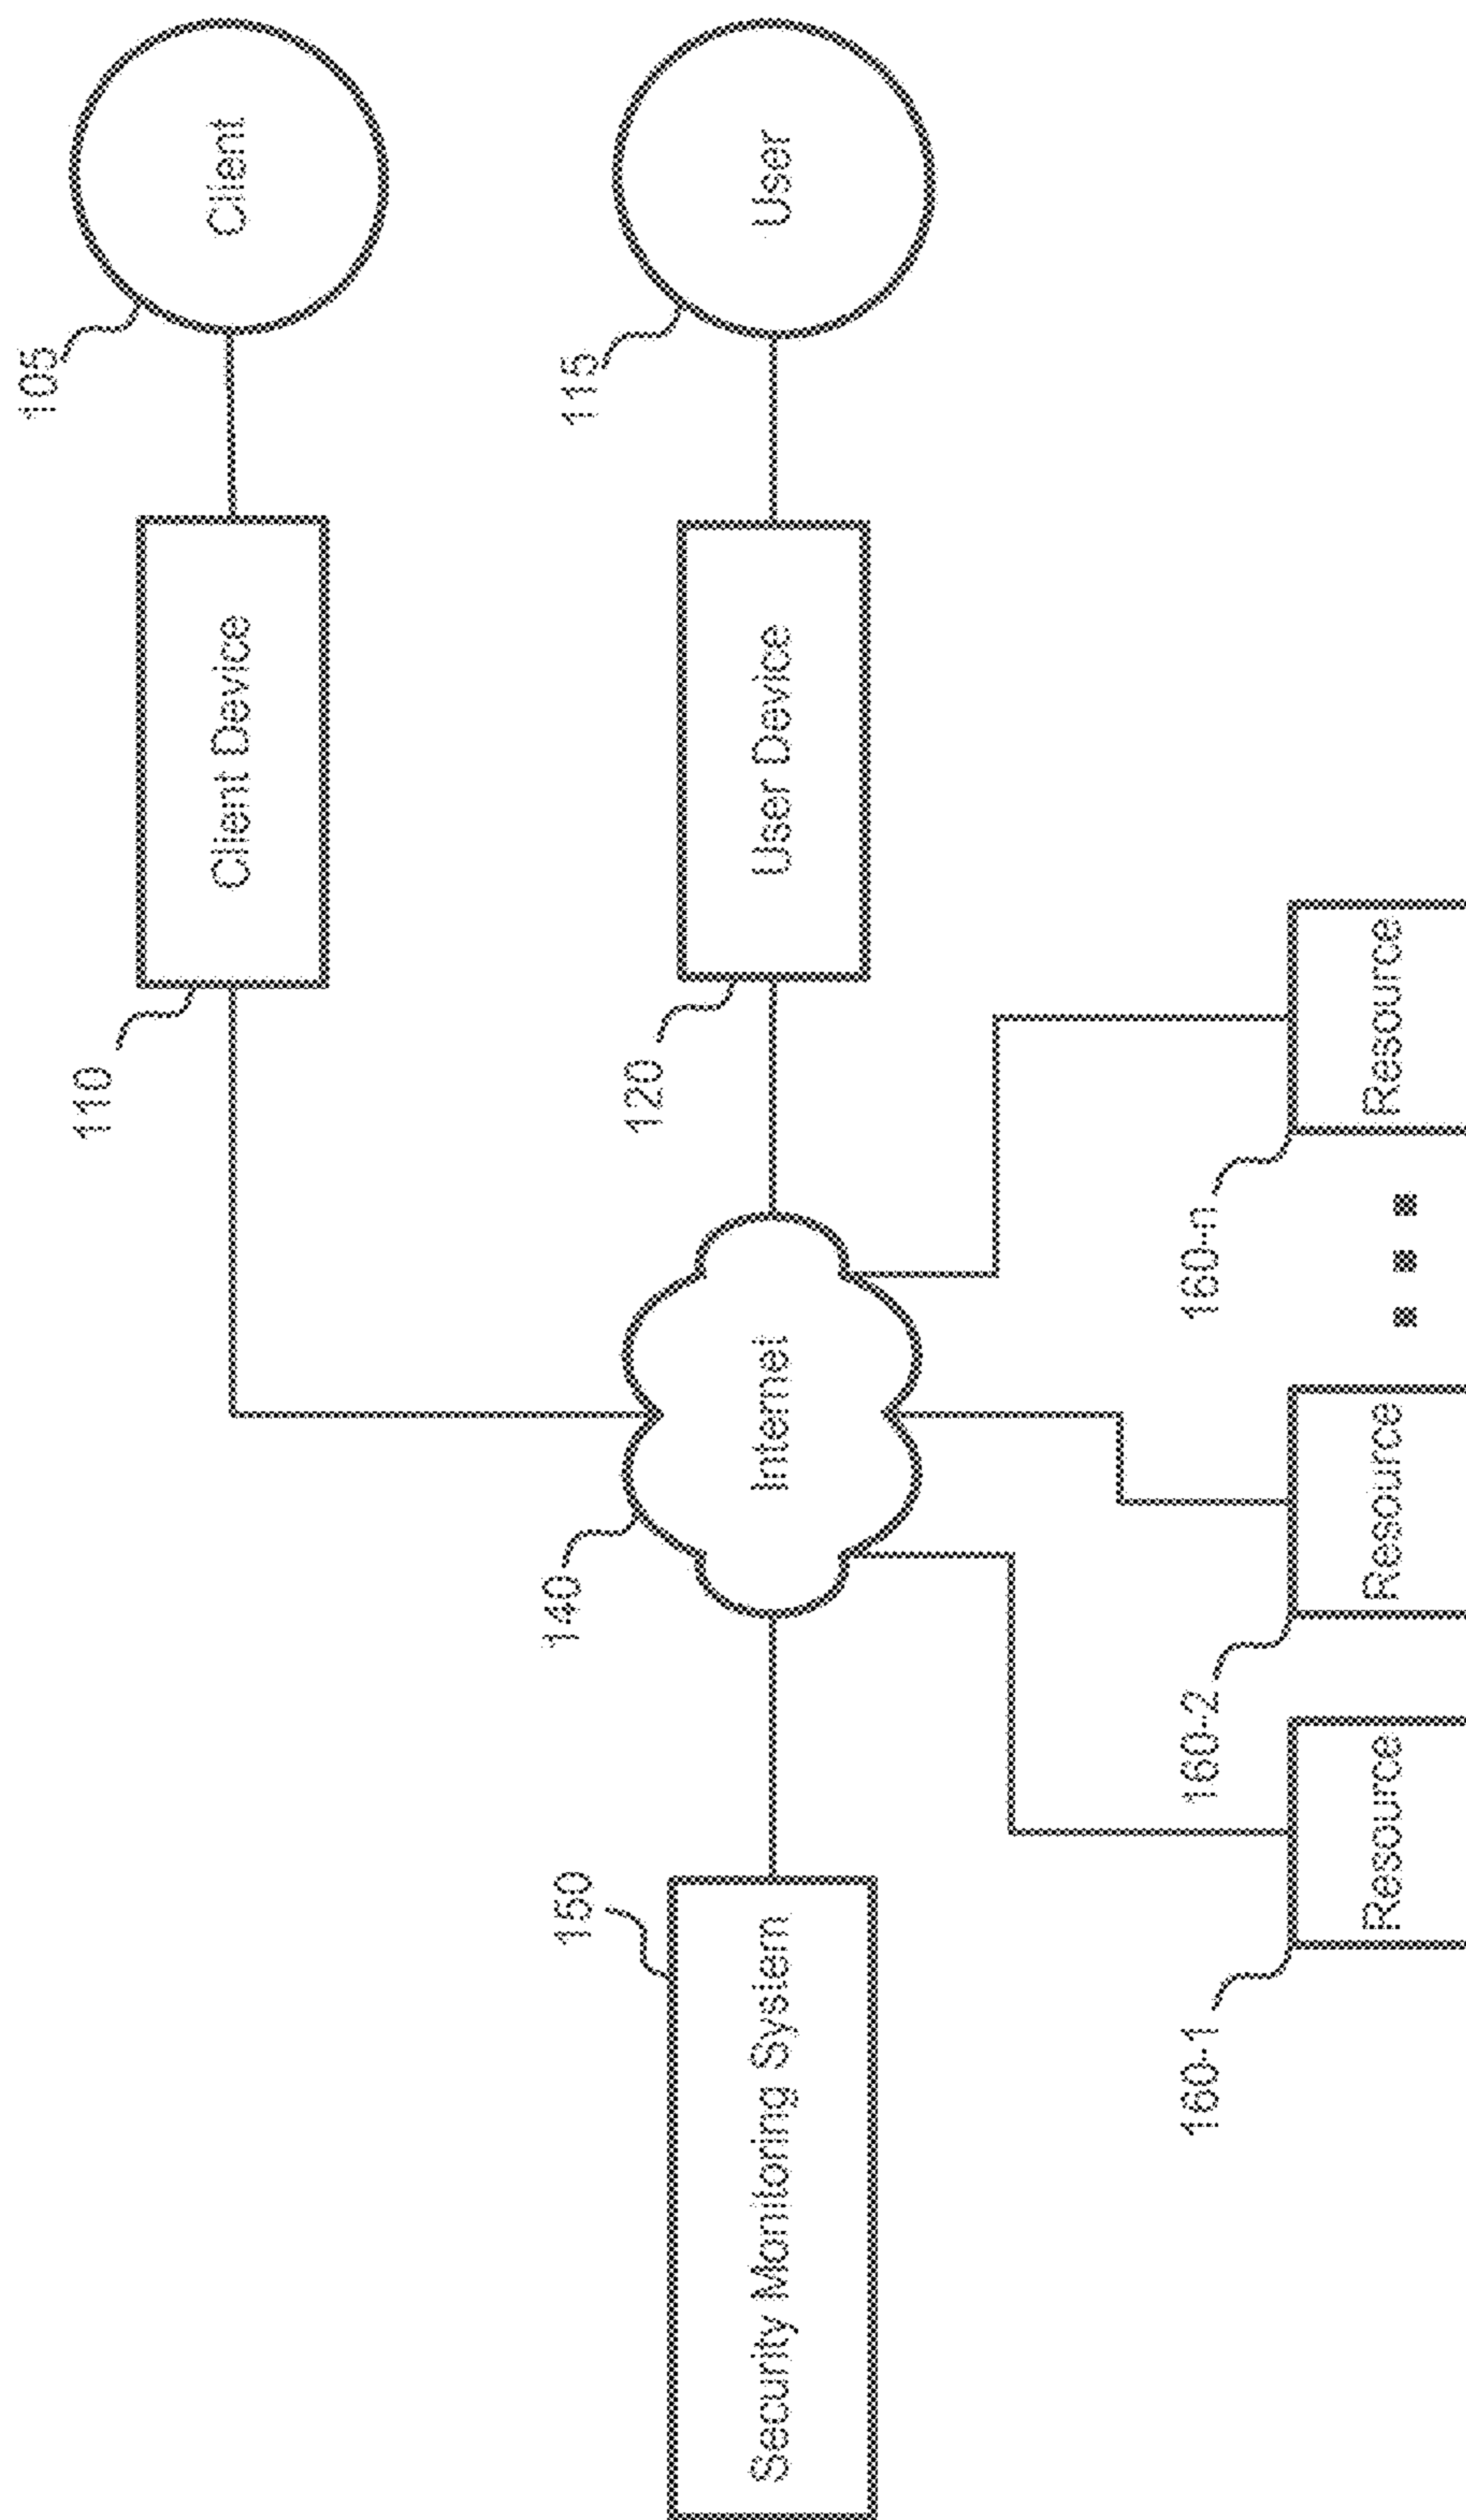 105
Client
Client Device
110
115
User
User Device
120
140
Internet
150
Security Monitoring System
160-1
Resource
160-2
Resource
160-n
Resource